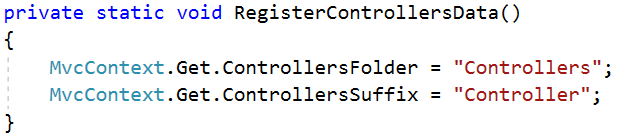 private static void RegisterControllersData()
{
    MvcContext.Get.ControllersFolder = "Controllers";
    MvcContext.Get.ControllersSuffix = "Controller";
}